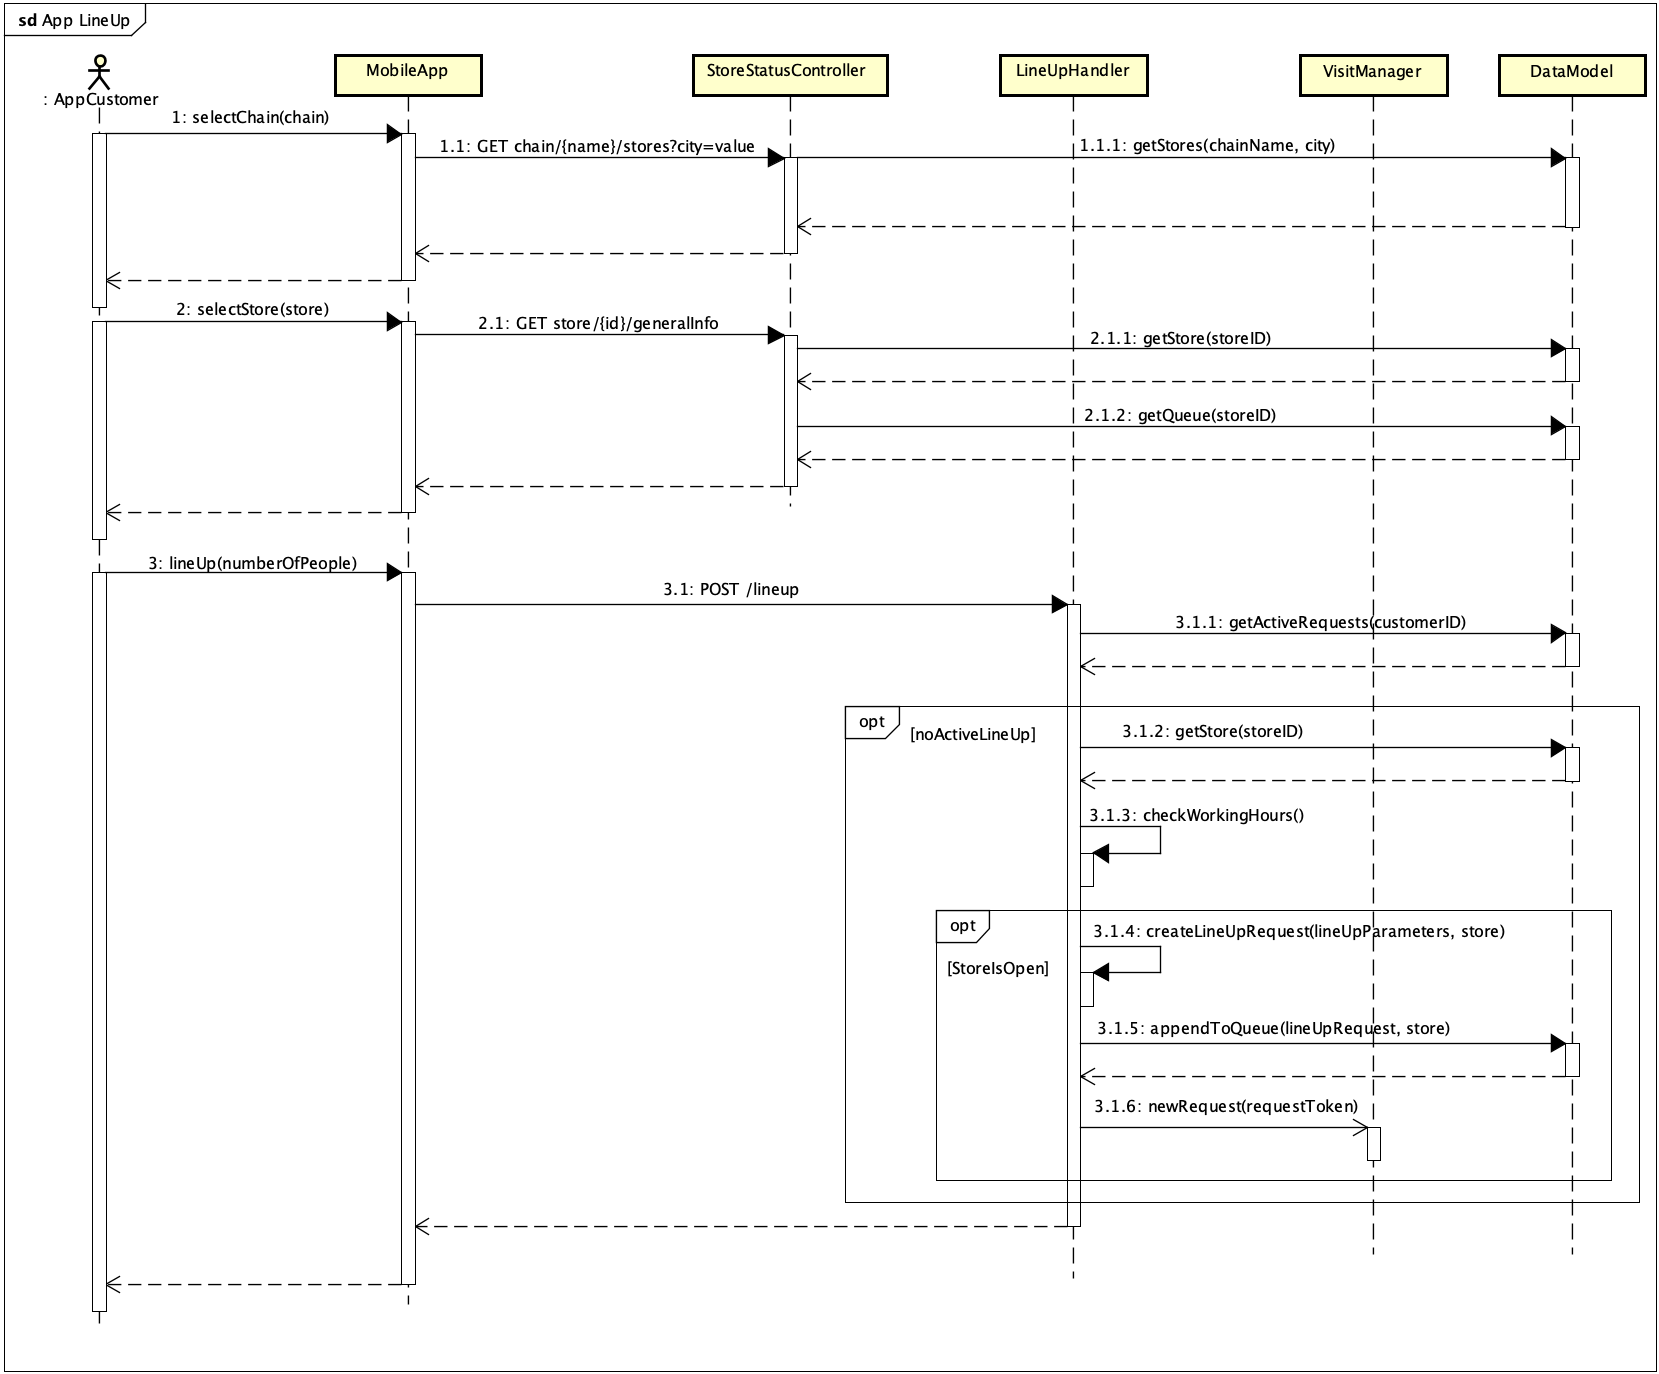 sd App LineUp
: AppCustomer
MobileApp
StoreStatusController
LineUpHandler
VisitManager
DataModel
1: selectChain(chain)
1.1: GET chain/{name}/stores?city=value
1.1.1: getStores(chainName, city)
2: selectStore(store)
2.1: GET store/{id}/generalInfo
2.1.1: getStore(storeID)
2.1.2: getQueue(storeID)
3: lineUp(numberOfPeople)
3.1: POST /lineup
3.1.1: getActiveRequests(customerID)
opt
[noActiveLineUp]
3.1.2: getStore(storeID)
3.1.3: checkWorkingHours()
opt
[StoreIsOpen]
3.1.4: createLineUpRequest(lineUpParameters, store)
3.1.5: appendToQueue(lineUpRequest, store)
3.1.6: newRequest(requestToken)